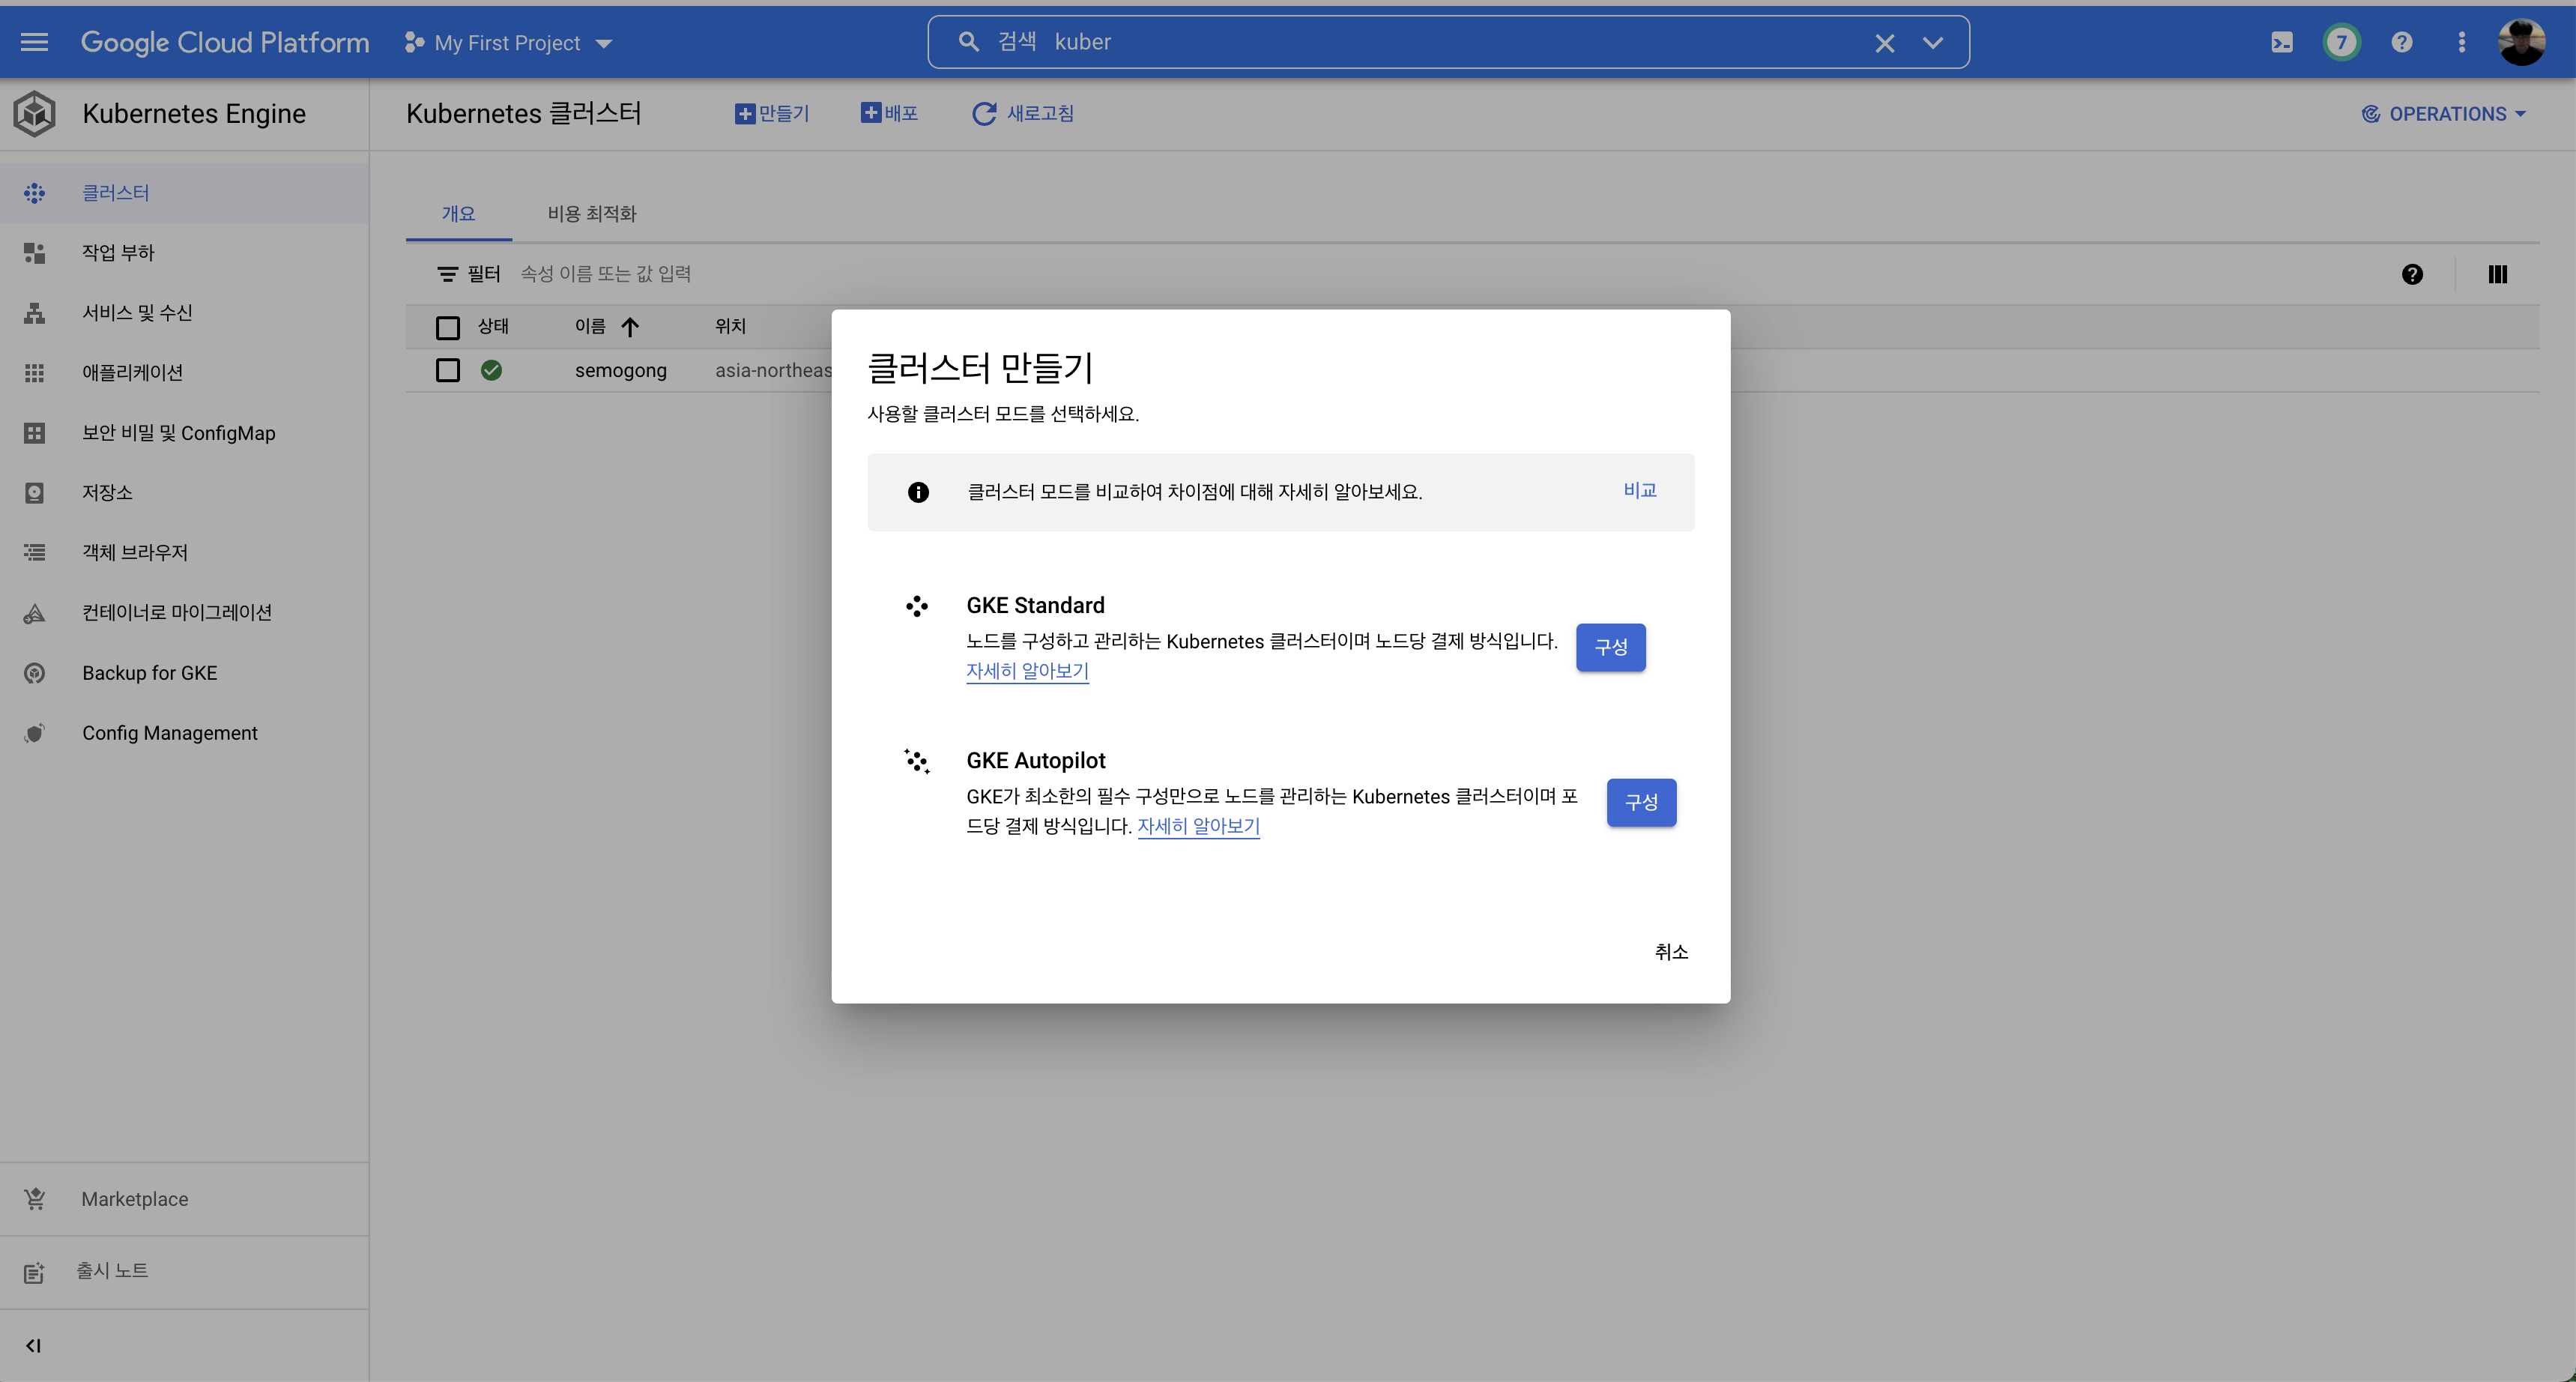 Google Cloud Platform
My First Project
검색 kuber
7
Kubernetes Engine
Kubernetes 클러스터
만들기
배포
새로고침
OPERATIONS
클러스터
작업 부하
서비스 및 수신
애플리케이션
보안 비밀 및 ConfigMap
저장소
객체 브라우저
컨테이너로 마이그레이션
Backup for GKE
Config Management
Marketplace
출시 노트
개요
비용 최적화
필터 속성 이름 또는 값 입력
상태 이름 위치
semogong asia-northeas
클러스터 만들기
사용할 클러스터 모드를 선택하세요.
클러스터 모드를 비교하여 차이점에 대해 자세히 알아보세요.
비교
GKE Standard
노드를 구성하고 관리하는 Kubernetes 클러스터이며 노드당 결제 방식입니다.
자세히 알아보기
구성
GKE Autopilot
GKE가 최소한의 필수 구성만으로 노드를 관리하는 Kubernetes 클러스터이며 포
드당 결제 방식입니다. 자세히 알아보기
구성
취소